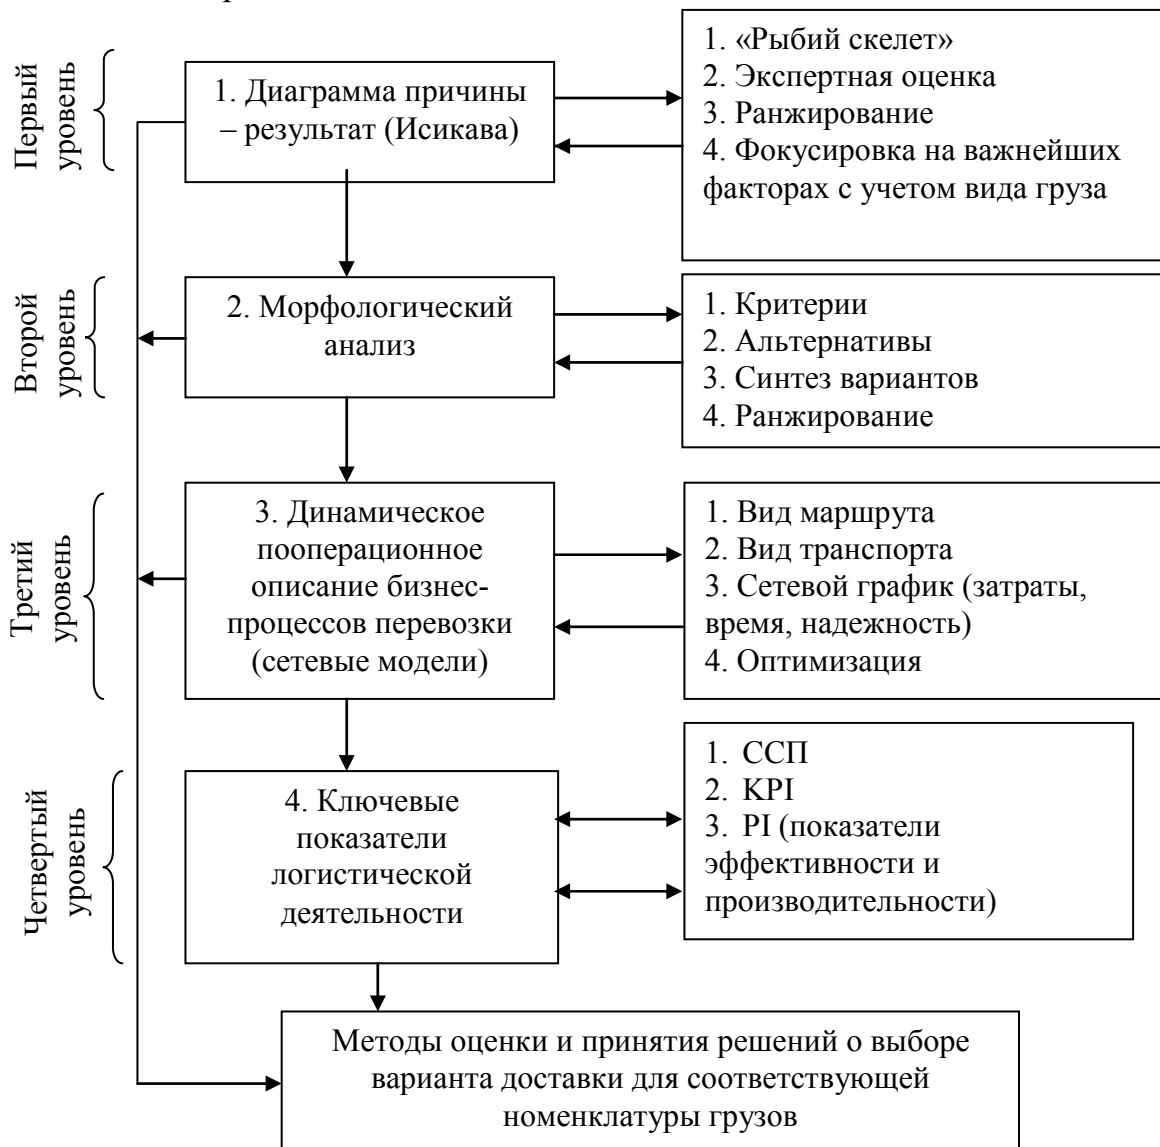 Первый
уровень
1. Диаграмма причины
– результат (Исикава)
1. «Рыбий скелет»
2. Экспертная оценка
3. Ранжирование
4. Фокусировка на важнейших
факторах с учетом вида груза
Второй
уровень
2. Морфологический
анализ
1. Критерии
2. Альтернативы
3. Синтез вариантов
4. Ранжирование
Третий
уровень
3. Динамическое
пооперационное
описание бизнес-
процессов перевозки
(сетевые модели)
1. Вид маршрута
2. Вид транспорта
3. Сетевой график (затраты,
время, надежность)
4. Оптимизация
Четвертый
уровень
4. Ключевые
показатели
логистической
деятельности
1. ССП
2. KPI
3. PI (показатели
эффективности и
производительности)
Методы оценки и принятия решений о выборе
варианта доставки для соответствующей
номенклатуры грузов